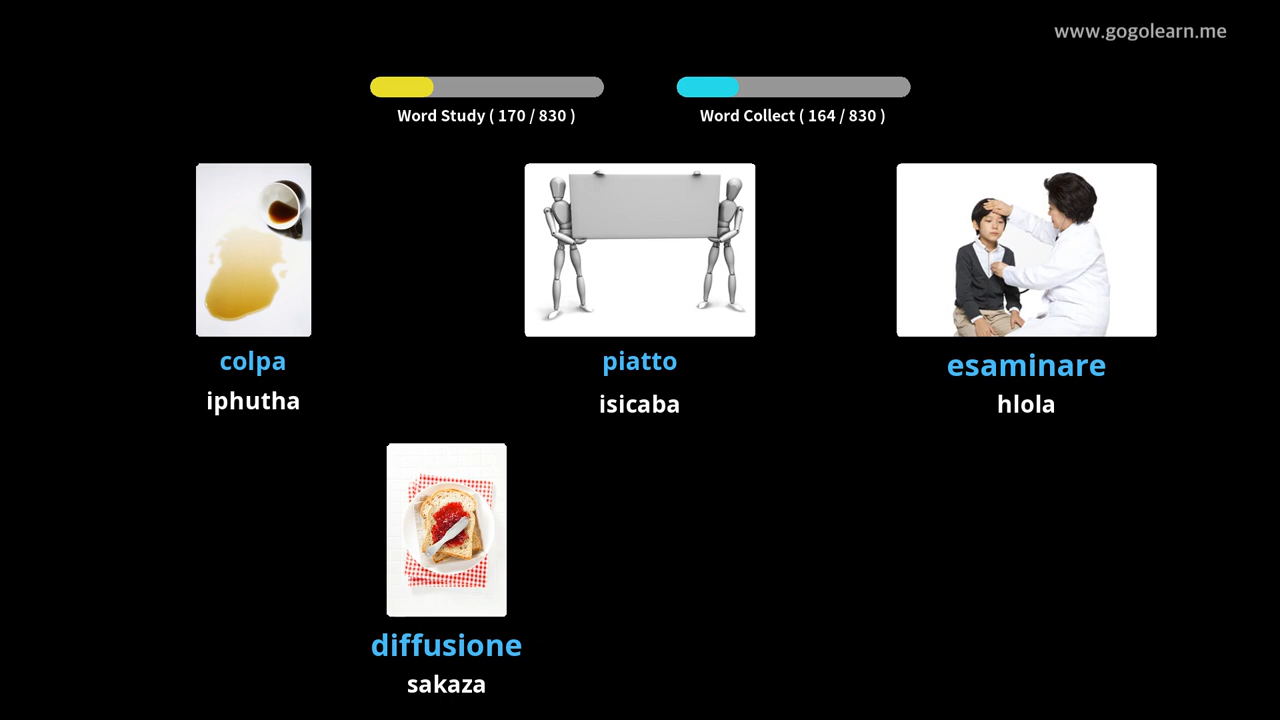 www.gogolearn.me
Word Study ( 170 / 830 )
Word Collect ( 164 / 830 )
colpa
iphutha
piatto
isicaba
esaminare
hlola
diffusione
sakaza